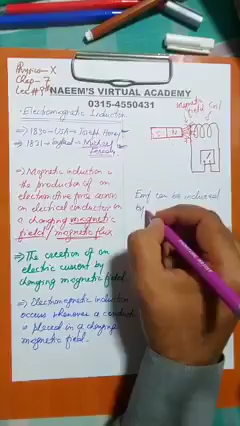 Physics-X
Chap-7
Lec#9th
NAEEM'S VIRTUAL ACADEMY
0315-4550431
Electromagnetic Induction
⇒ 1830 - USA → Joseph Henry
⇒ 1831 → England → Michael
Faraday
⇒ Magnetic induction is
the production of an
electromotive force across
an electrical conductor in
a changing magnetic
field/magnetic flux
⇒ The creation of an
electric current by
changing magnetic field
⇒ Electromagnetic induction
occurs whenever a conductor
is placed in a changing
magnetic field.
magnetic
field
Coil
S
N
Emf can be induced
by